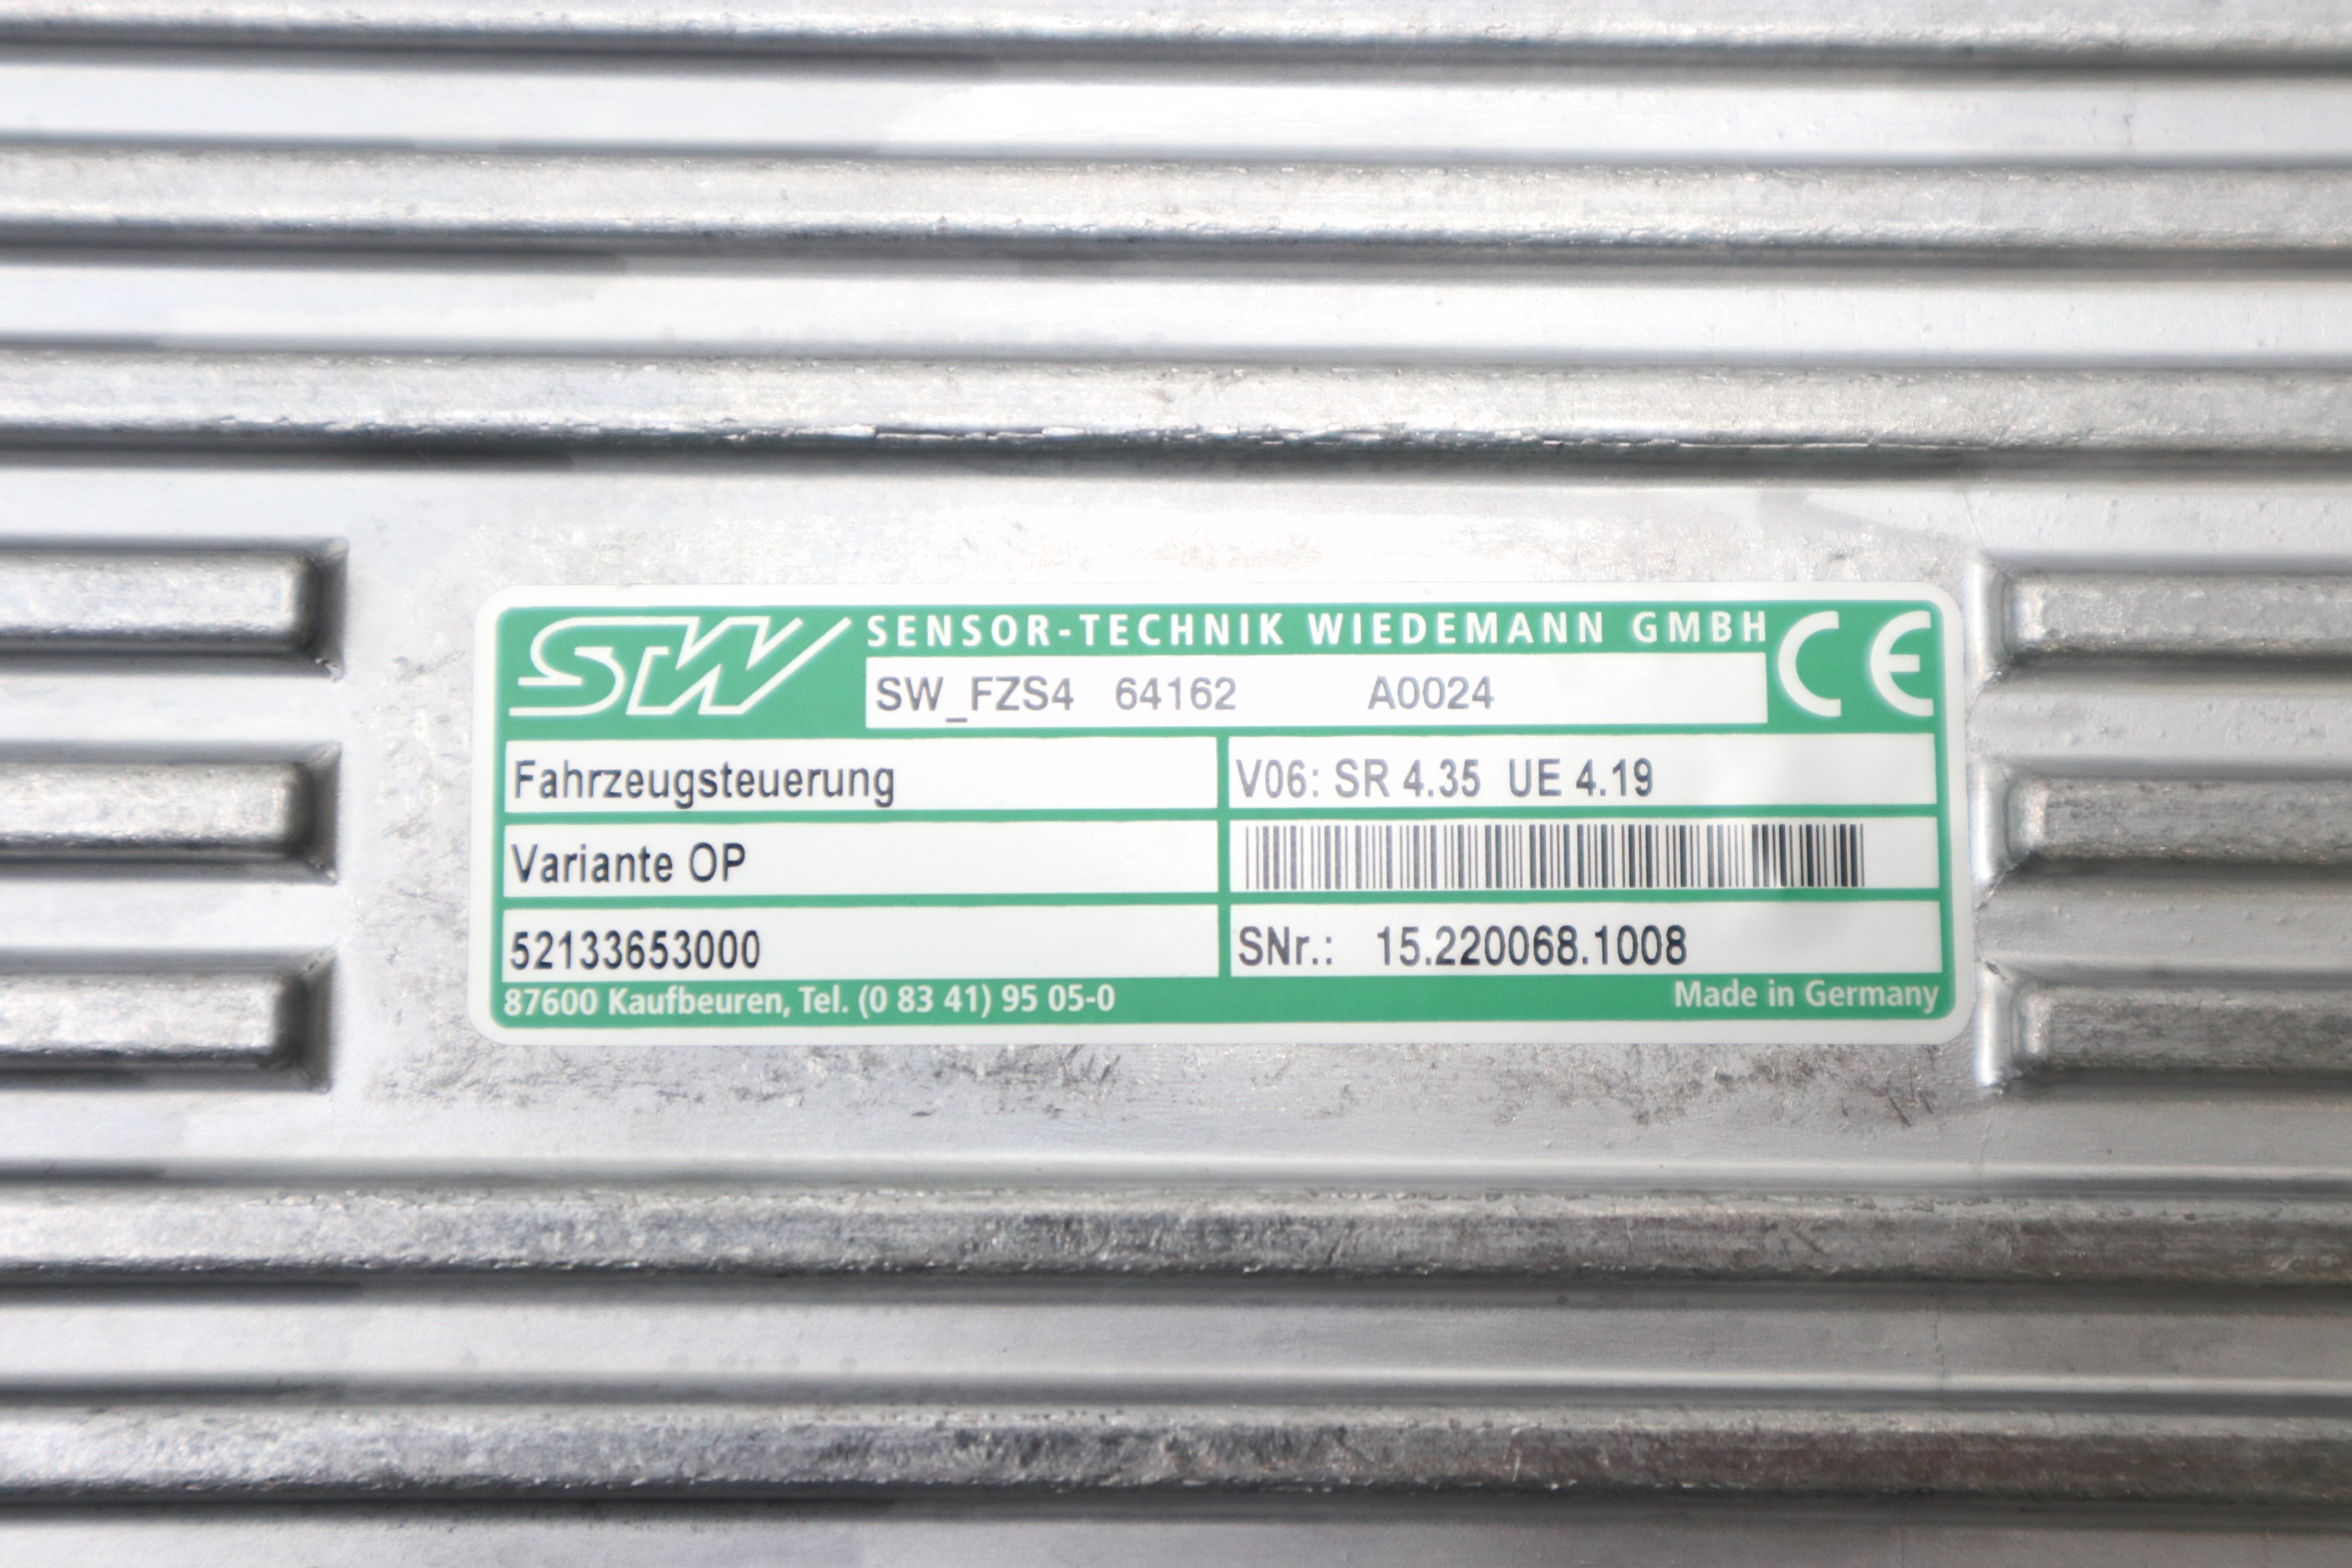 STW SENSOR-TECHNIK WIEDEMANN GMBH CE
SW_FZS4 64162 A0024
Fahrzeugsteuerung V06: SR 4.35 UE 4.19
Variante OP
52133653000 SNr.: 15.220068.1008
87600 Kaufbeuren, Tel. (0 83 41) 95 05-0 Made in Germany